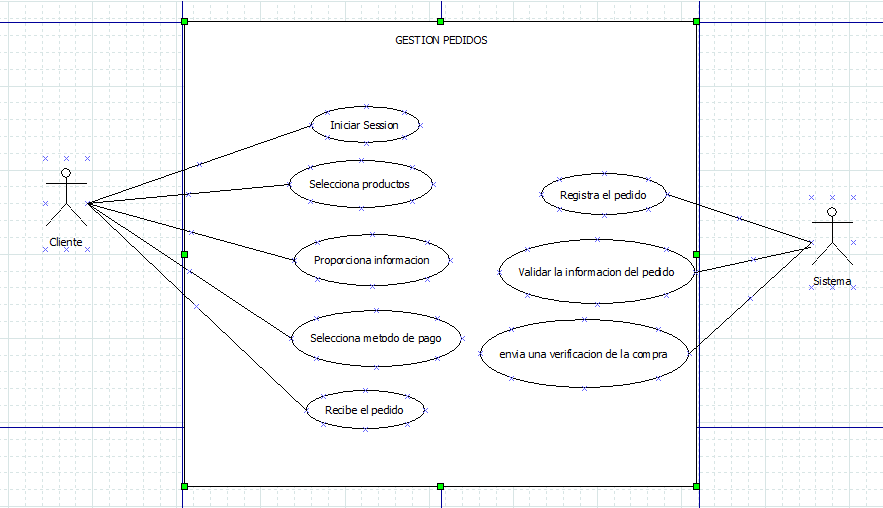 GESTION PEDIDOS
Iniciar Session
Selecciona productos
Proporciona informacion
Selecciona metodo de pago
Recibe el pedido
Registra el pedido
Validar la informacion del pedido
envia una verificacion de la compra
Cliente
Sistema